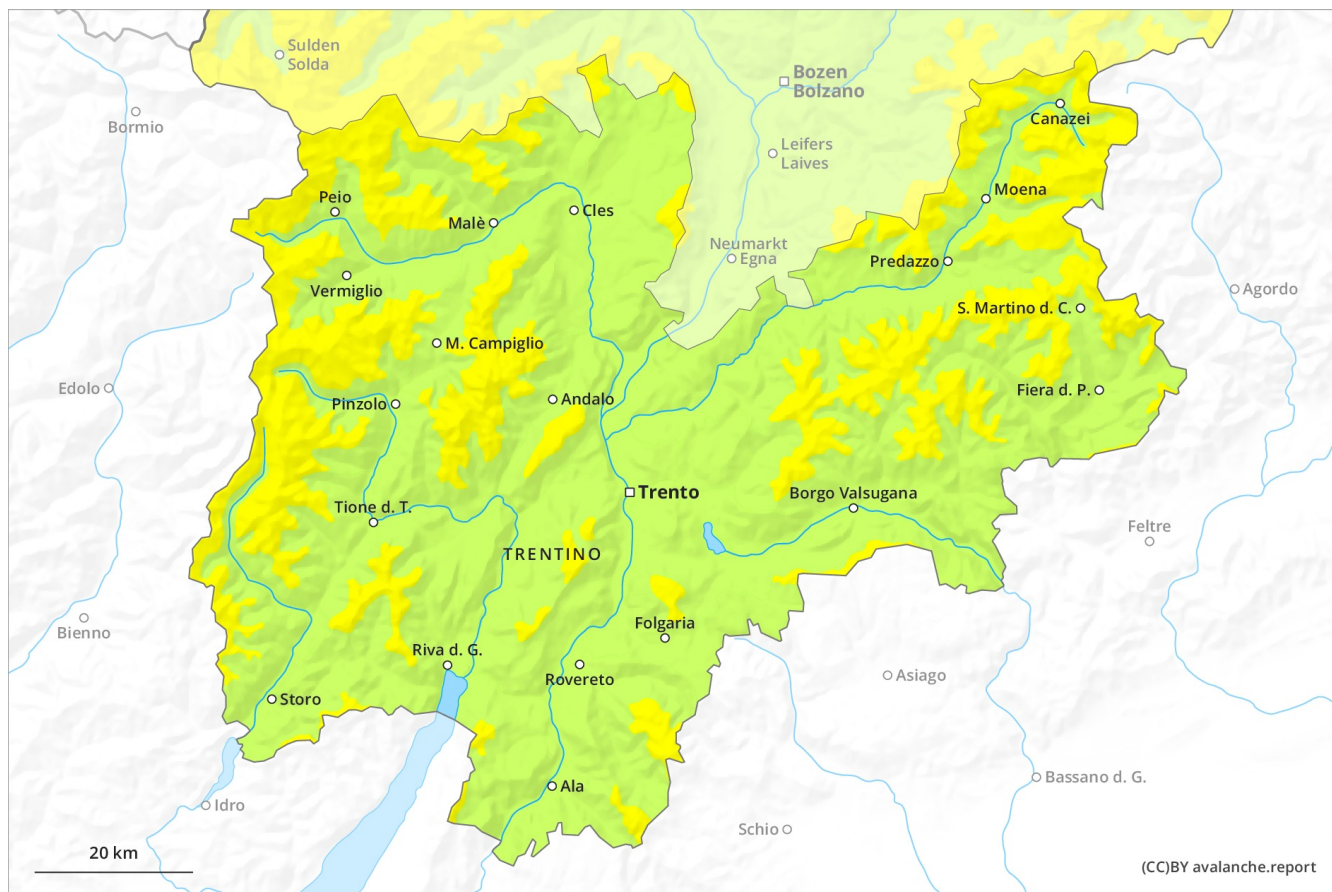 Sulden
Solda
Bozen
Bolzano
Bormio
Canazei
Leifers
Laives
Peio
Moena
Malè
Cles
Neumarkt
Egna
Predazzo
Vermiglio
Agordo
S. Martino d. C.
M. Campiglio
Edolo
Pinzolo
Andalo
Fiera d. P.
Trento
Borgo Valsugana
Tione d. T.
Feltre
TRENTINO
Bienno
Folgaria
Riva d. G.
Rovereto
Asiago
Storo
Bassano d. G.
Ala
Idro
Schio
20 km
(CC)BY avalanche.report